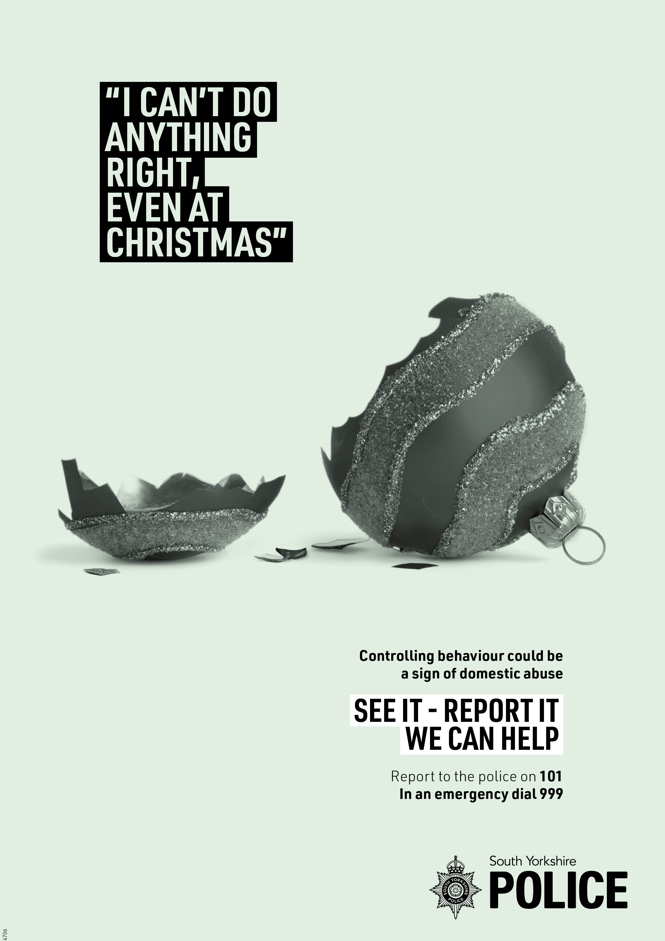 “I CAN’T DO
ANYTHING
RIGHT,
EVEN AT
CHRISTMAS”
Controlling behaviour could be
a sign of domestic abuse
SEE IT - REPORT IT
WE CAN HELP
Report to the police on 101
In an emergency dial 999
South Yorkshire
POLICE
4706